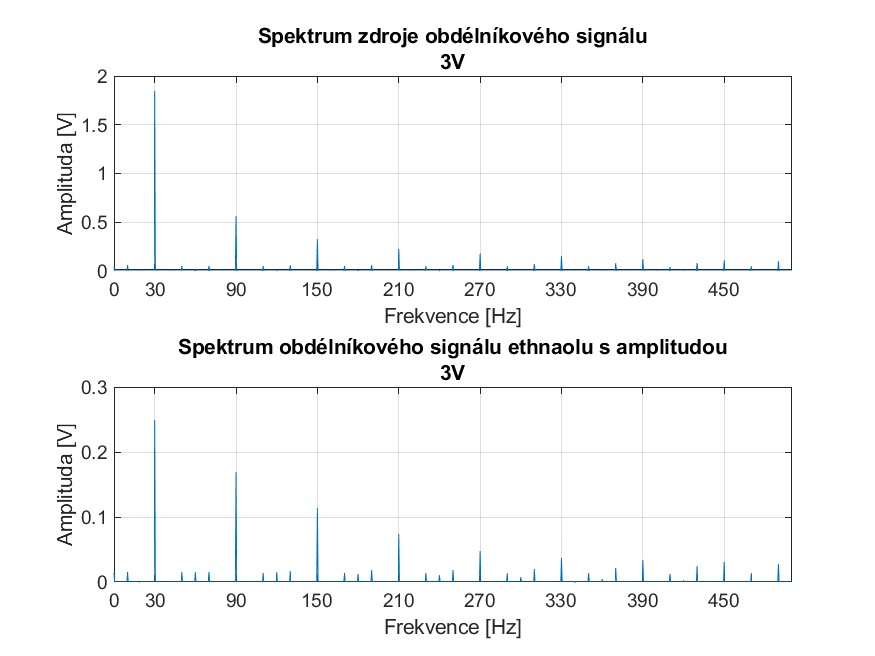 Spektrum zdroje obdélníkového signálu
3V
2
1.5
1
0.5
0
Amplituda [V]
0 30 90 150 210 270 330 390 450
Frekvence [Hz]
Spektrum obdélníkového signálu ethnaolu s amplitudou
3V
0.3
0.2
0.1
0
Amplituda [V]
0 30 90 150 210 270 330 390 450
Frekvence [Hz]